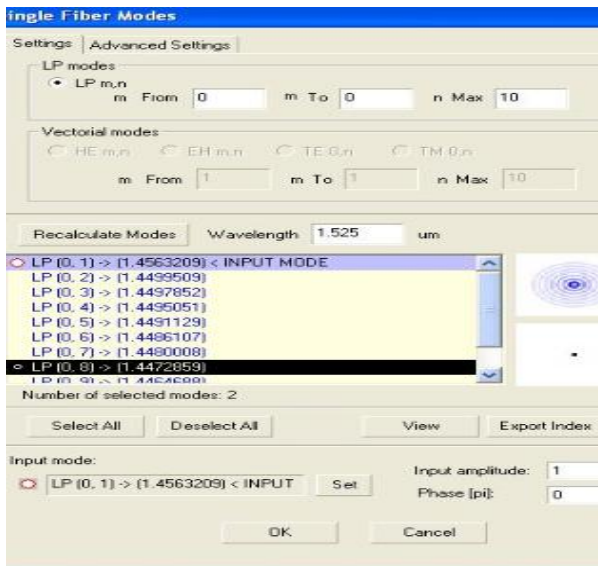 ingle Fiber Modes
Settings Advanced Settings
LP modes
LP m,n
m From 0 m To 0 n Max 10
Vectorial modes
HE m,n EH m,n TE 0,n TM 0,n
m From 1 m To 1 n Max 10
Recalculate Modes Wavelength 1.525 um
LP (0, 1) -> (1.4563209) < INPUT MODE
LP (0, 2) -> (1.4499509)
LP (0, 3) -> (1.4497852)
LP (0, 4) -> (1.4495051)
LP (0, 5) -> (1.4491129)
LP (0, 6) -> (1.4486107)
LP (0, 7) -> (1.4480008)
LP (0, 8) -> (1.4472859)
LP (0, 9) -> (1.4464688)
Number of selected modes: 2
Select All Deselect All View Export Index
Input mode:
LP (0, 1) -> (1.4563209) < INPUT Set
Input amplitude: 1
Phase [pi]: 0
OK Cancel